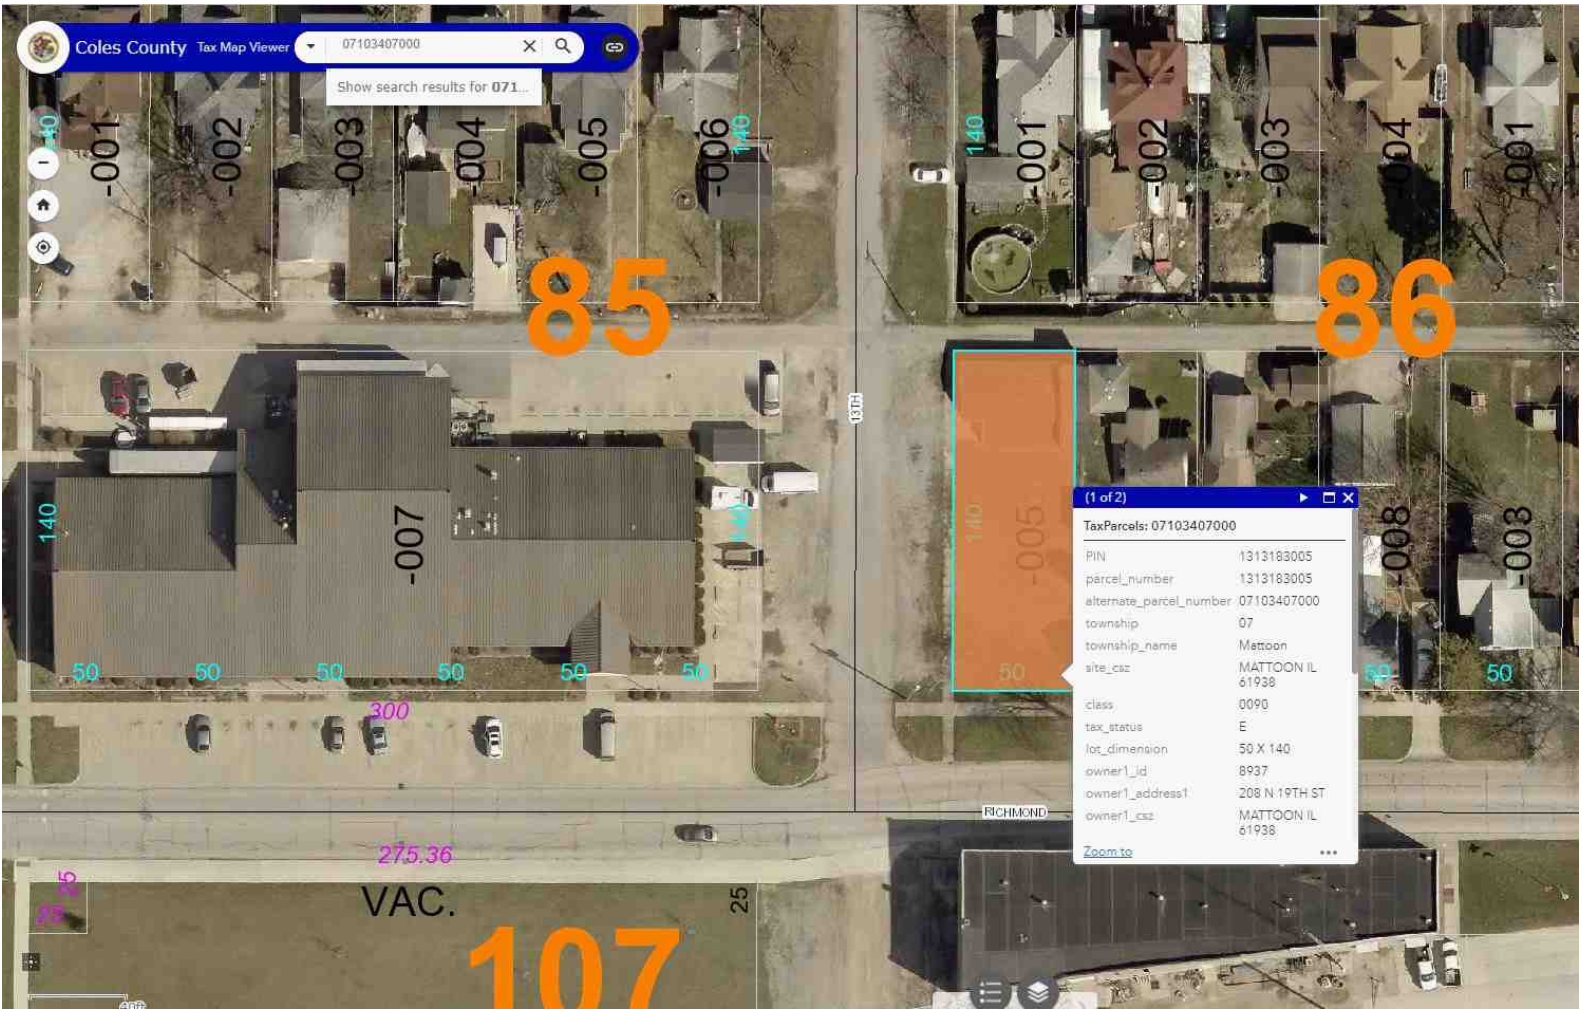 Coles County Tax Map Viewer 07103407000
Show search results for 071...
140
-001
-002
-003
-004
-005
-006
140
140
-001
-002
-003
-004
-001
85
86
13TH
140
-007
140
50
50
50
50
50
50
300
140
-005
50
(1 of 2)
TaxParcels: 07103407000
PIN 1313183005
parcel_number 1313183005
alternate_parcel_number 07103407000
township 07
township_name Mattoon
site_csz MATTOON IL
61938
class 0090
tax_status E
lot_dimension 50 X 140
owner1_id 8937
owner1_address1 208 N 19TH ST
owner1_csz MATTOON IL
61938
Zoom to
-008
-003
50
50
RICHMOND
275.36
VAC.
25
25
25
107